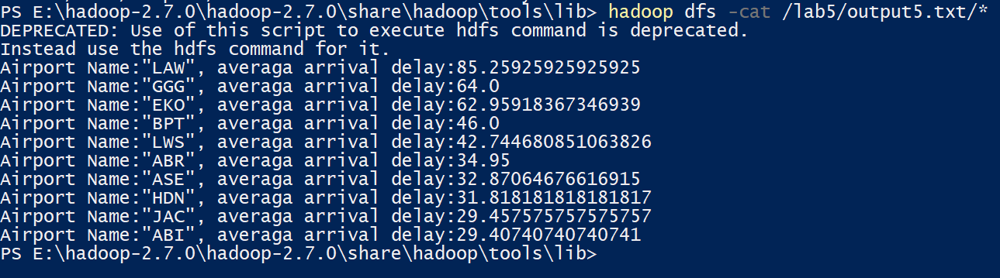 PS E:\hadoop-2.7.0\hadoop-2.7.0\share\hadoop\tools\lib> hadoop dfs -cat /lab5/output5.txt/*
DEPRECATED: Use of this script to execute hdfs command is deprecated.
Instead use the hdfs command for it.
Airport Name:"LAW", averaga arrival delay:85.25925925925925
Airport Name:"GGG", averaga arrival delay:64.0
Airport Name:"EKO", averaga arrival delay:62.95918367346939
Airport Name:"BPT", averaga arrival delay:46.0
Airport Name:"LWS", averaga arrival delay:42.744680851063826
Airport Name:"ABR", averaga arrival delay:34.95
Airport Name:"ASE", averaga arrival delay:32.87064676616915
Airport Name:"HDN", averaga arrival delay:31.818181818181817
Airport Name:"JAC", averaga arrival delay:29.457575757575757
Airport Name:"ABI", averaga arrival delay:29.40740740740741
PS E:\hadoop-2.7.0\hadoop-2.7.0\share\hadoop\tools\lib>